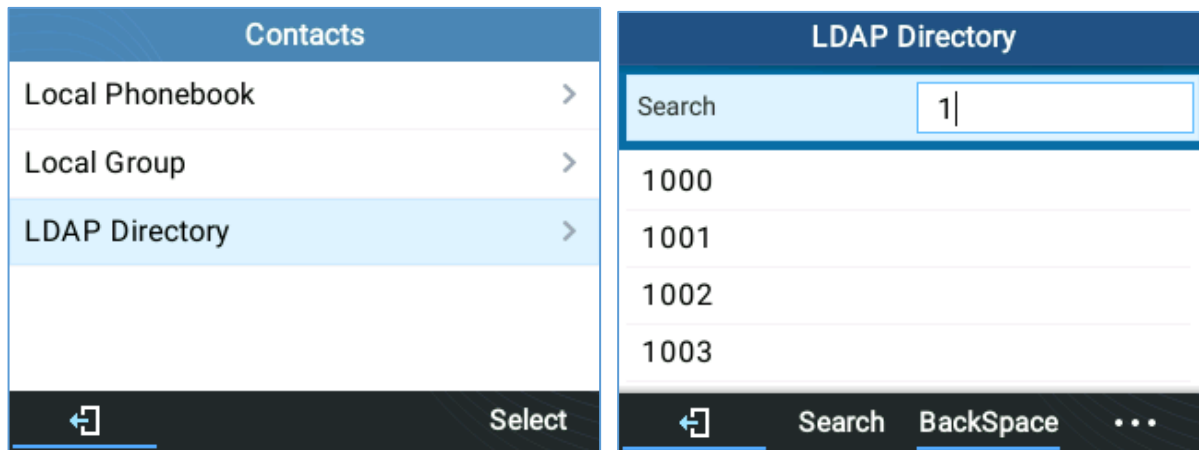 Contacts
Local Phonebook
Local Group
LDAP Directory
Select
LDAP Directory
Search 1
1000
1001
1002
1003
Search BackSpace ...